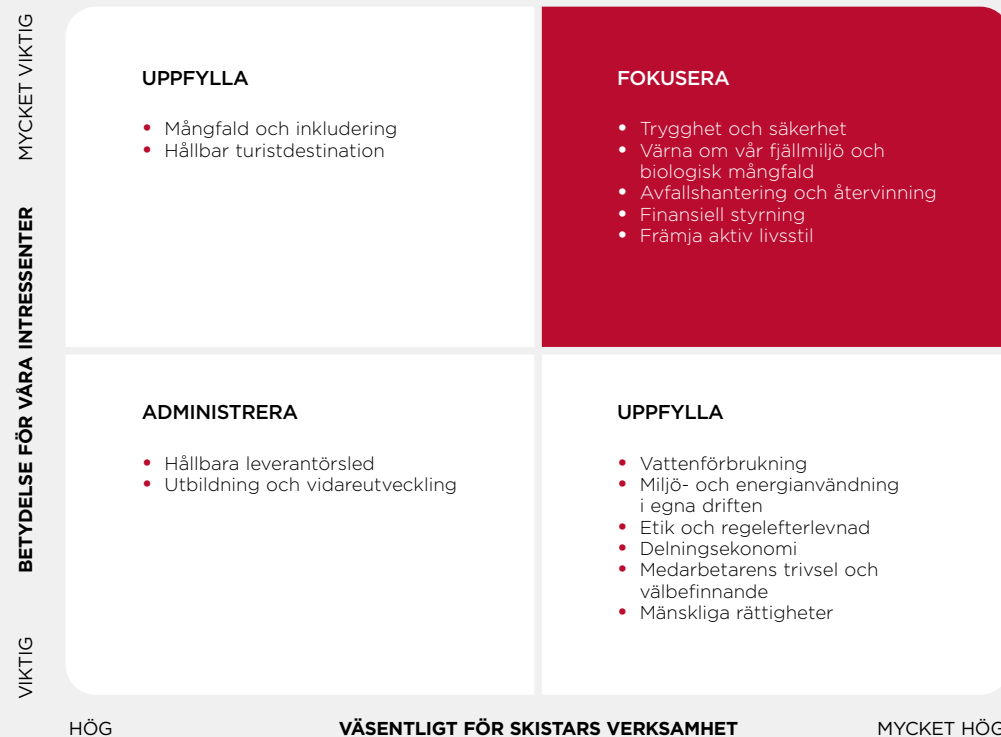 MYCKET VIKTIG
BETYDELSE FÖR VÅRA INTRESSENTER
VIKTIG
UPPFYLLA
• Mångfald och inkludering
• Hållbar turistdestination
FOKUSERA
• Trygghet och säkerhet
• Värna om vår fjällmiljö och
biologisk mångfald
• Avfallshantering och återvinning
• Finansiell styrning
• Främja aktiv livsstil
ADMINISTRERA
• Hållbara leverantörsled
• Utbildning och vidareutveckling
UPPFYLLA
• Vattenförbrukning
• Miljö- och energianvändning
i egna driften
• Etik och regelefterlevnad
• Delningsekonomi
• Medarbetarens trivsel och
välbefinnande
• Mänskliga rättigheter
HÖG
VÄSENTLIGT FÖR SKISTARS VERKSAMHET
MYCKET HÖG